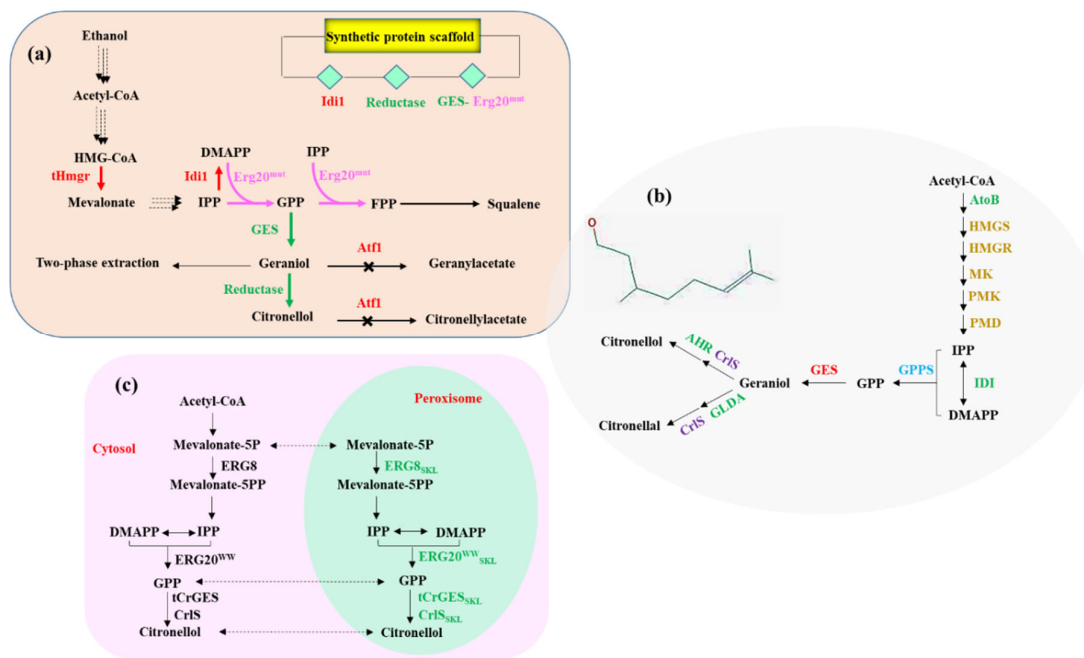 (a)
Ethanol
Acetyl-CoA
HMG-CoA
tHmgr
Mevalonate
Synthetic protein scaffold
Idi1
Reductase
GES- Erg20mut
DMAPP
IPP
Idi1
Erg20mut
Erg20mut
IPP
GPP
FPP
Squalene
GES
Atf1
Two-phase extraction
Geraniol
Geranylacetate
Reductase
Atf1
Citronellol
Citronellylacetate
(b)
O
Acetyl-CoA
AtoB
HMGS
HMGR
MK
PMK
PMD
IPP
IDI
DMAPP
GPPS
GPP
GES
Geraniol
AHR
CrlS
Citronellol
GLDA
CrlS
Citronellal
(c)
Cytosol
Acetyl-CoA
Mevalonate-5P
ERG8
Mevalonate-5PP
DMAPP
IPP
ERG20WW
GPP
tCrGES
CrlS
Citronellol
Peroxisome
Mevalonate-5P
ERG8SKL
Mevalonate-5PP
IPP
DMAPP
ERG20WWSKL
GPP
tCrGESSKL
CrlSSKL
Citronellol